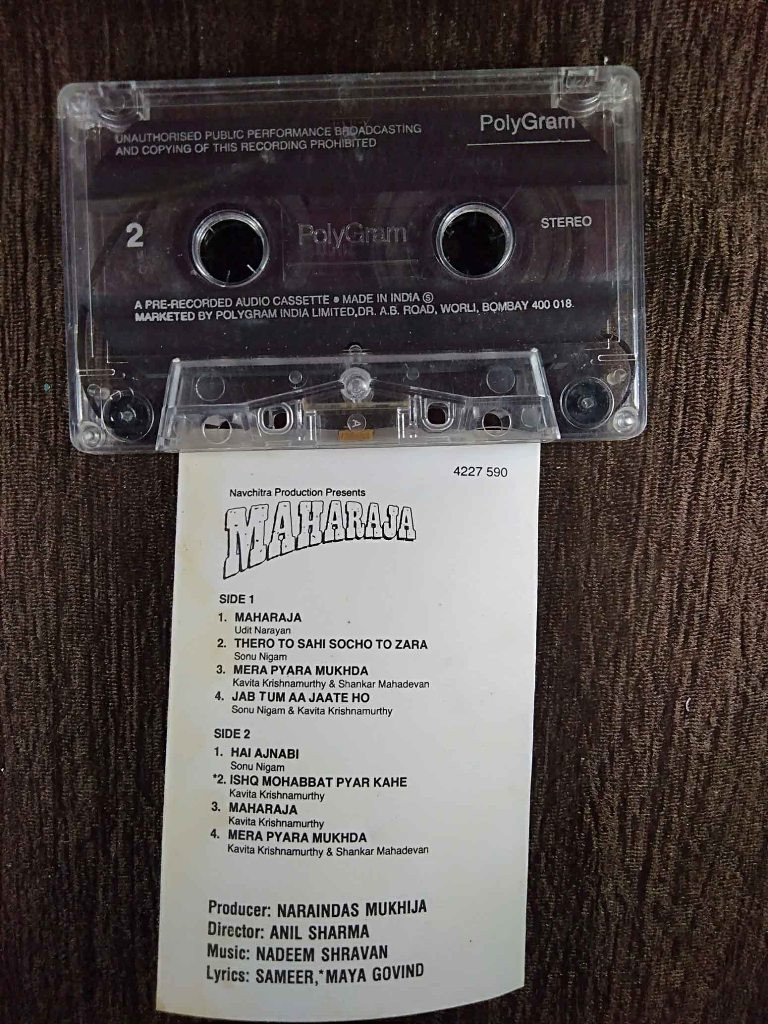 UNAUTHORISED PUBLIC PERFORMANCE BROADCASTING
AND COPYING OF THIS RECORDING PROHIBITED
PolyGram
2
PolyGram
STEREO
A PRE-RECORDED AUDIO CASSETTE ● MADE IN INDIA Ⓢ
MARKETED BY POLYGRAM INDIA LIMITED,DR. A.B. ROAD, WORLI, BOMBAY 400 018.
A
4227 590
Navchitra Production Presents
MAHARAJA
SIDE 1
1. MAHARAJA
Udit Narayan
2. THERO TO SAHI SOCHO TO ZARA
Sonu Nigam
3. MERA PYARA MUKHDA
Kavita Krishnamurthy & Shankar Mahadevan
4. JAB TUM AA JAATE HO
Sonu Nigam & Kavita Krishnamurthy
SIDE 2
1. HAI AJNABI
Sonu Nigam
*2. ISHQ MOHABBAT PYAR KAHE
Kavita Krishnamurthy
3. MAHARAJA
Kavita Krishnamurthy
4. MERA PYARA MUKHDA
Kavita Krishnamurthy & Shankar Mahadevan
Producer: NARAINDAS MUKHIJA
Director: ANIL SHARMA
Music: NADEEM SHRAVAN
Lyrics: SAMEER,*MAYA GOVIND